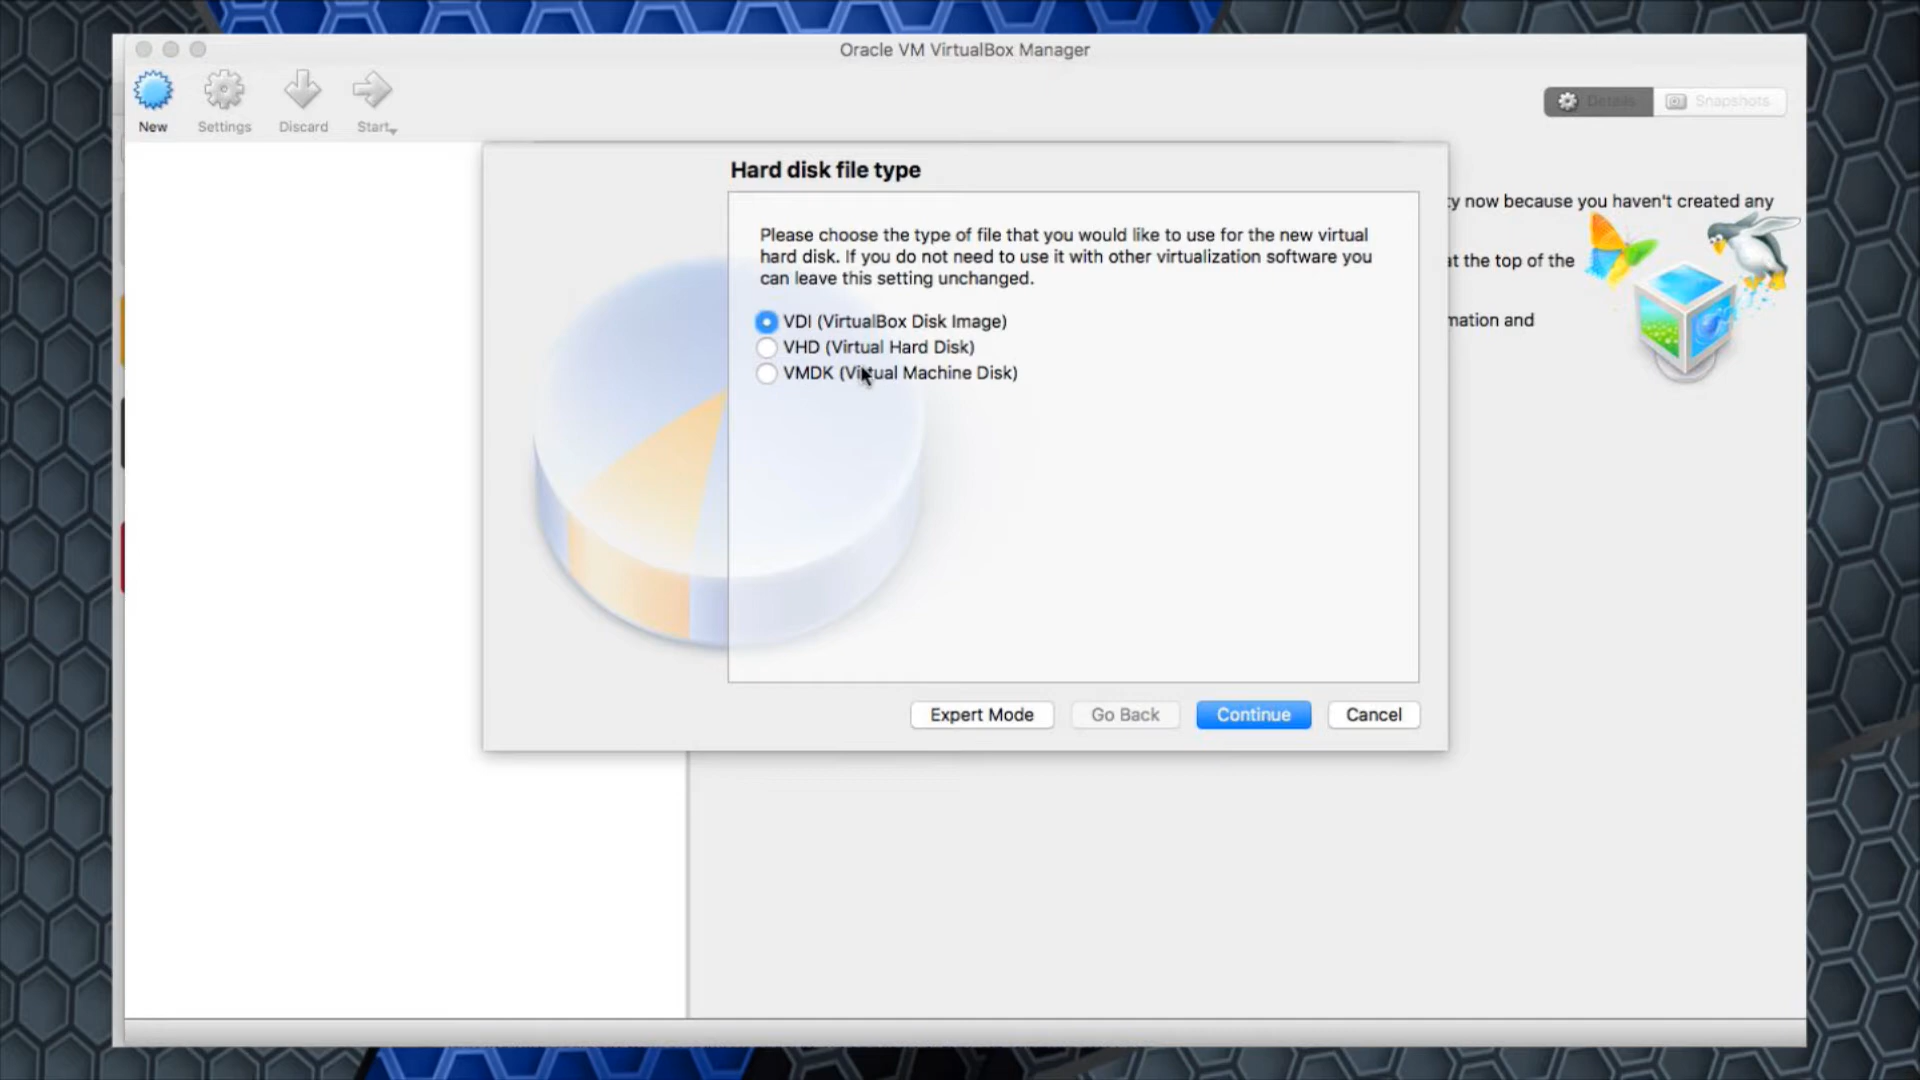 Oracle VM VirtualBox Manager
New
Settings
Discard
Start
Details
Snapshots
Hard disk file type
Please choose the type of file that you would like to use for the new virtual
hard disk. If you do not need to use it with other virtualization software you
can leave this setting unchanged.
VDI (VirtualBox Disk Image)
VHD (Virtual Hard Disk)
VMDK (Virtual Machine Disk)
Expert Mode
Go Back
Continue
Cancel
now because you haven't created any
at the top of the
and